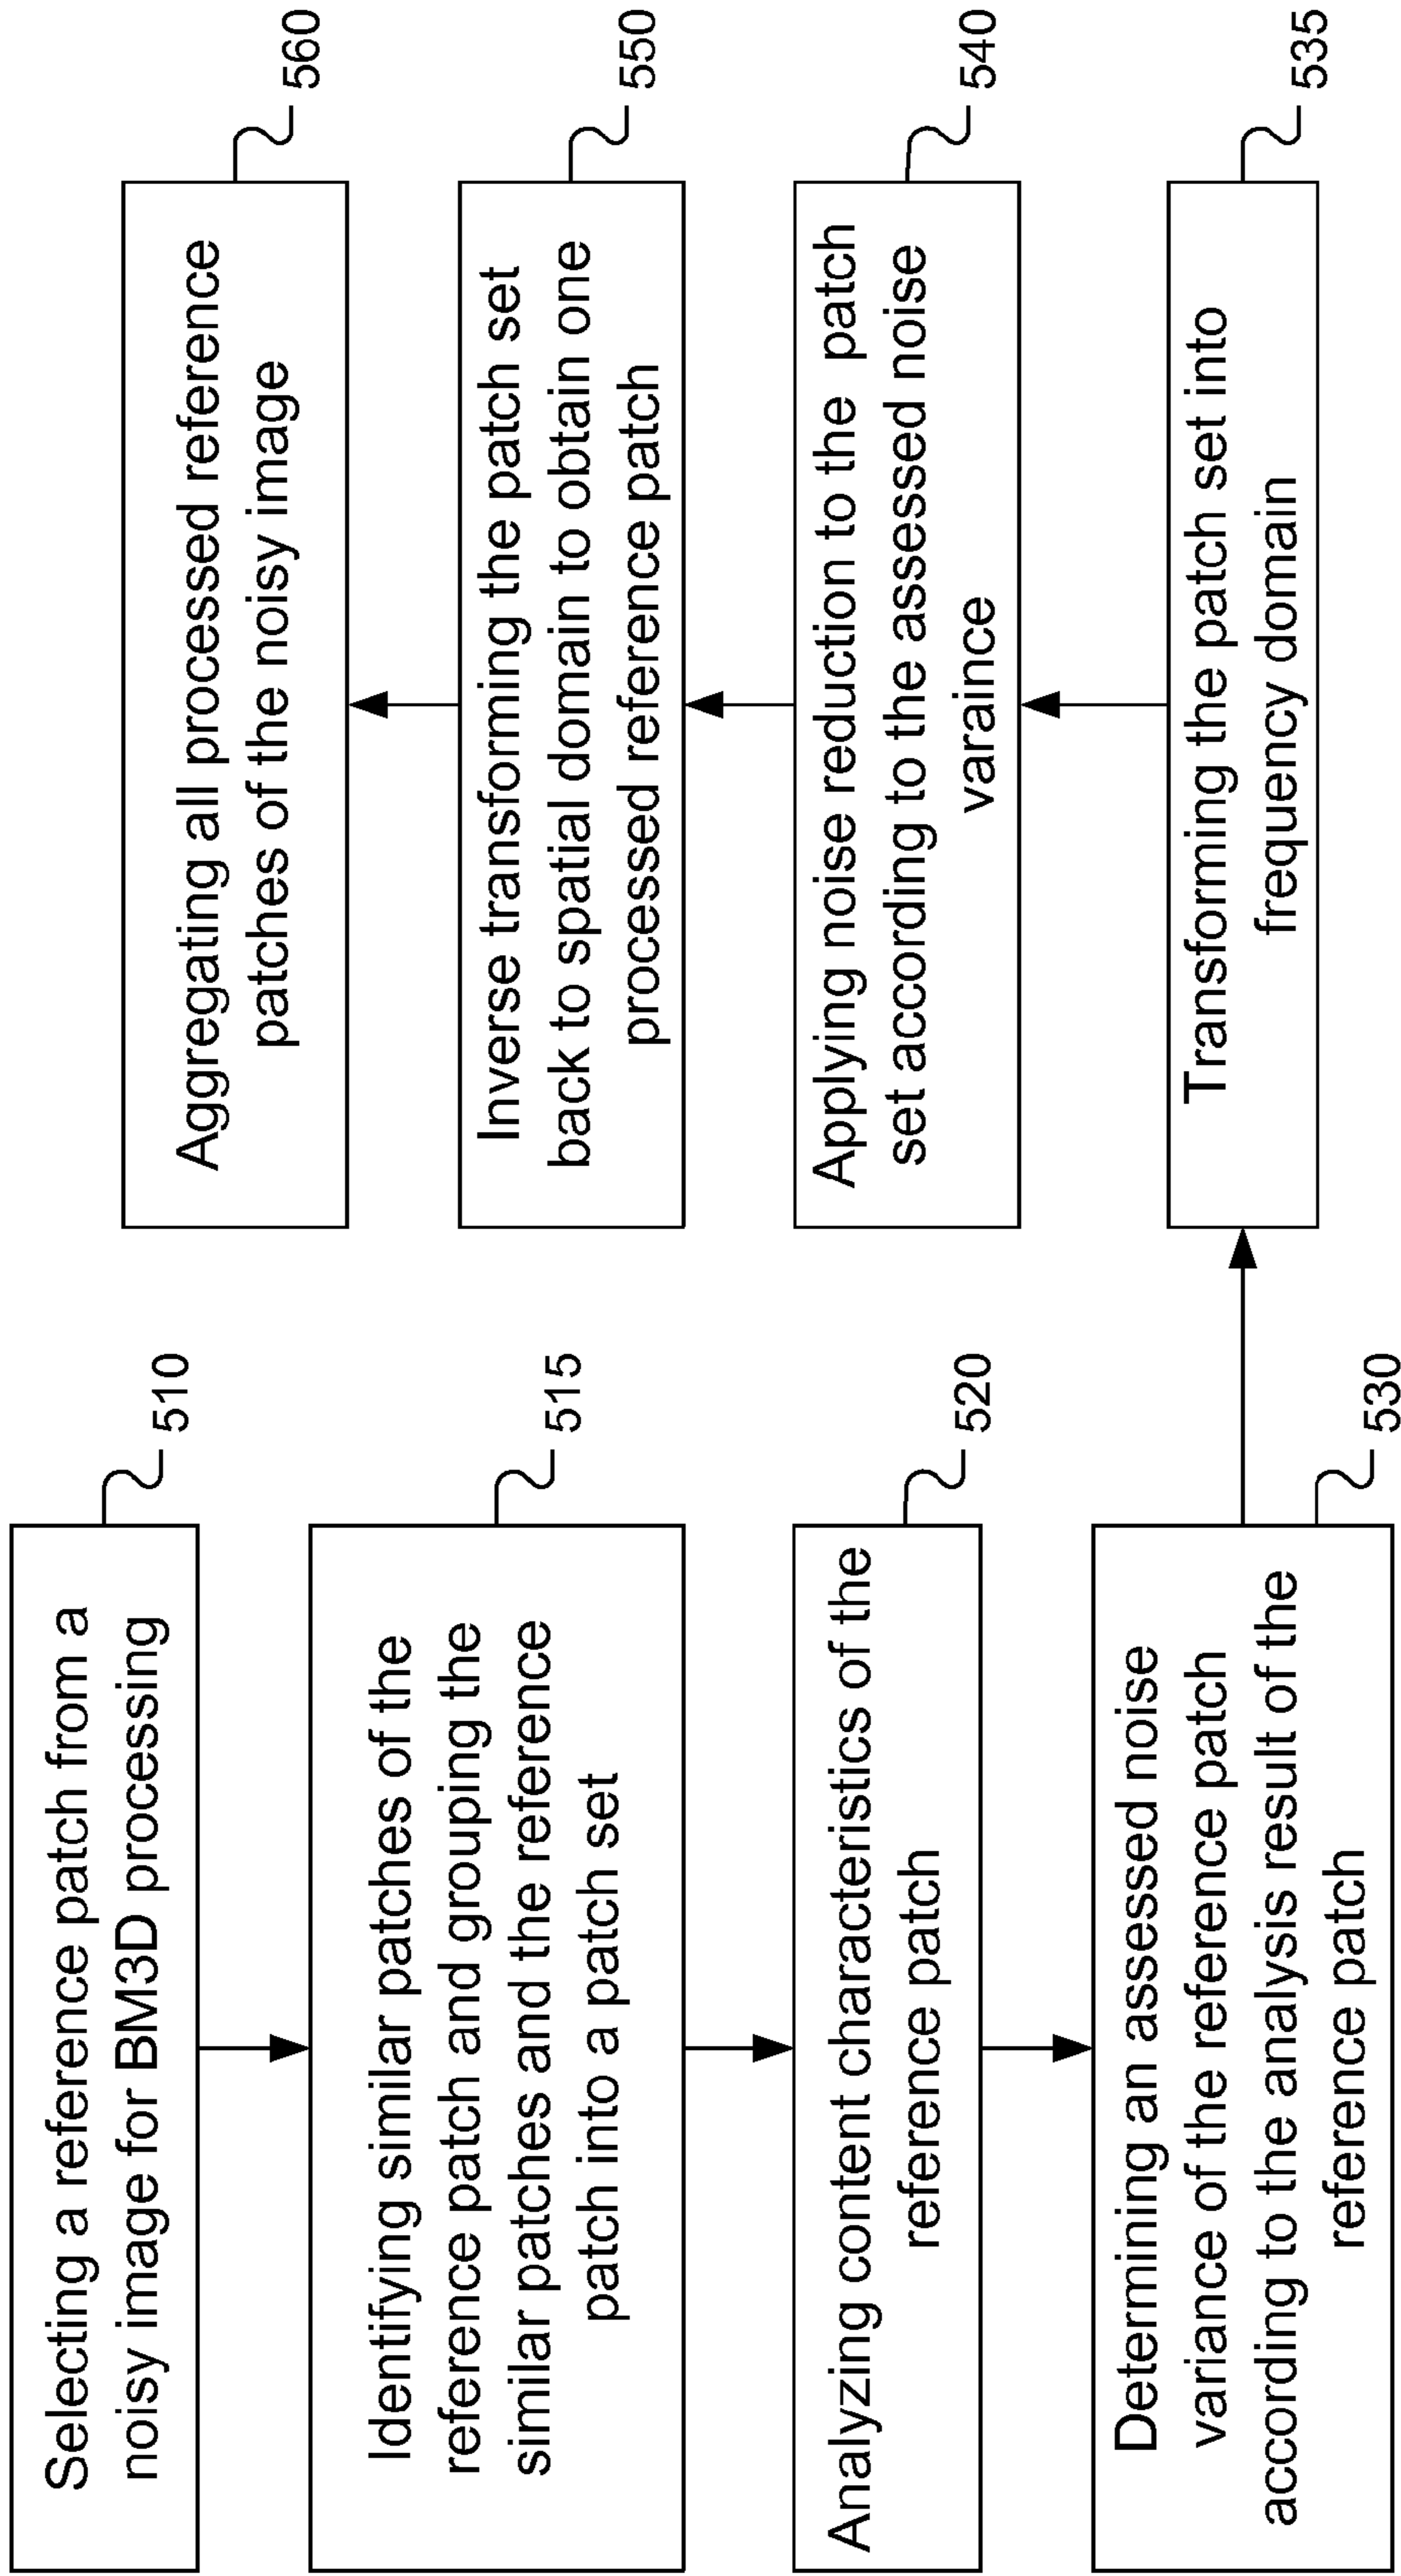 Selecting a reference patch from a
noisy image for BM3D processing
510
Identifying similar patches of the
reference patch and grouping the
similar patches and the reference
patch into a patch set
515
Analyzing content characteristics of the
reference patch
520
Determining an assessed noise
variance of the reference patch
according to the analysis result of the
reference patch
530
Transforming the patch set into
frequency domain
535
Applying noise reduction to the patch
set according to the assessed noise
varaince
540
Inverse transforming the patch set
back to spatial domain to obtain one
processed reference patch
550
Aggregating all processed reference
patches of the noisy image
560